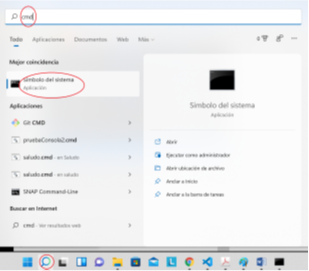 cmd
Todo Aplicaciones Documentos Web Más
Mejor coincidencia
Símbolo del sistema
Aplicación
Aplicaciones
Git CMD
pruebaConsola2.cmd
saludo.cmd - en Saludo
saludo.cmd - en saludo
SNAP Command-Line
Buscar en Internet
cmd - Ver resultados web
Símbolo del sistema
Aplicación
Abrir
Ejecutar como administrador
Abrir ubicación de archivo
Anclar a Inicio
Anclar a la barra de tareas